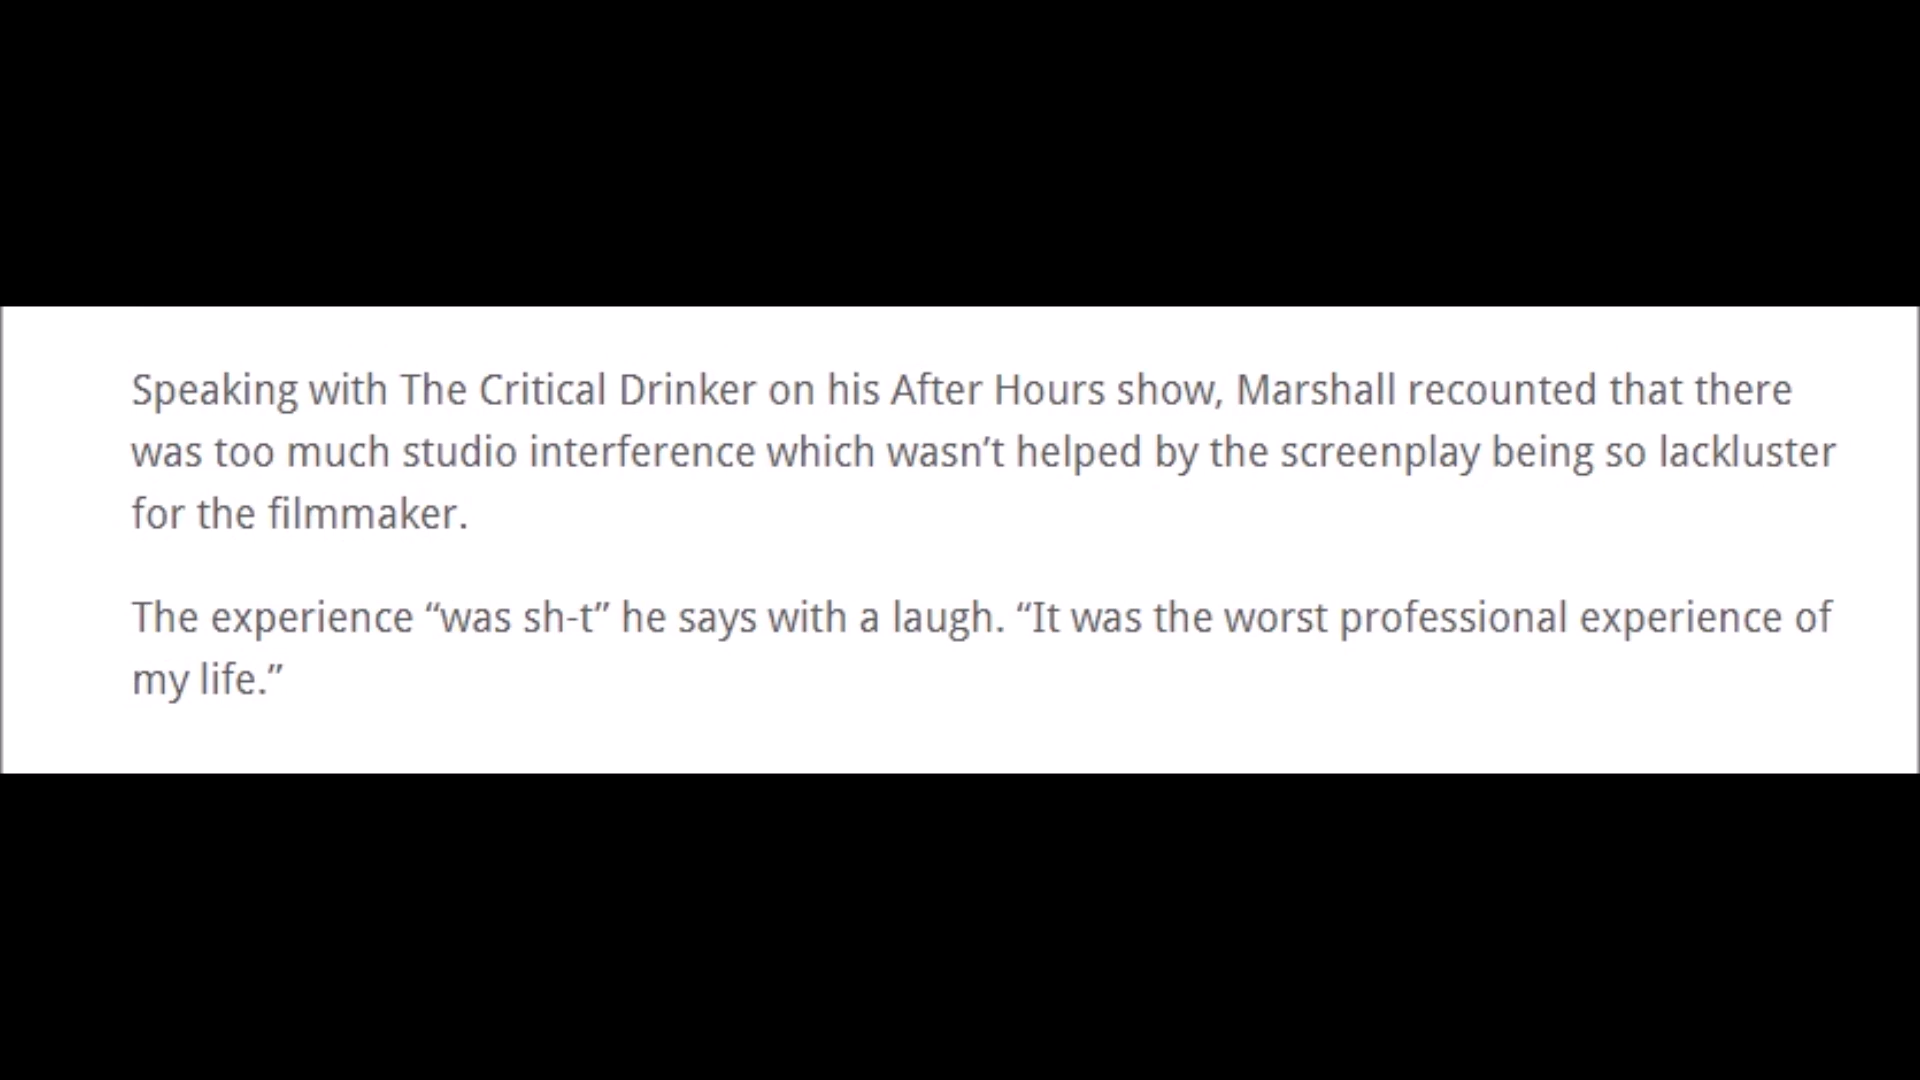 Speaking with The Critical Drinker on his After Hours show, Marshall recounted that there
was too much studio interference which wasn’t helped by the screenplay being so lackluster
for the filmmaker.
The experience “was sh-t” he says with a laugh. “It was the worst professional experience of
my life.”